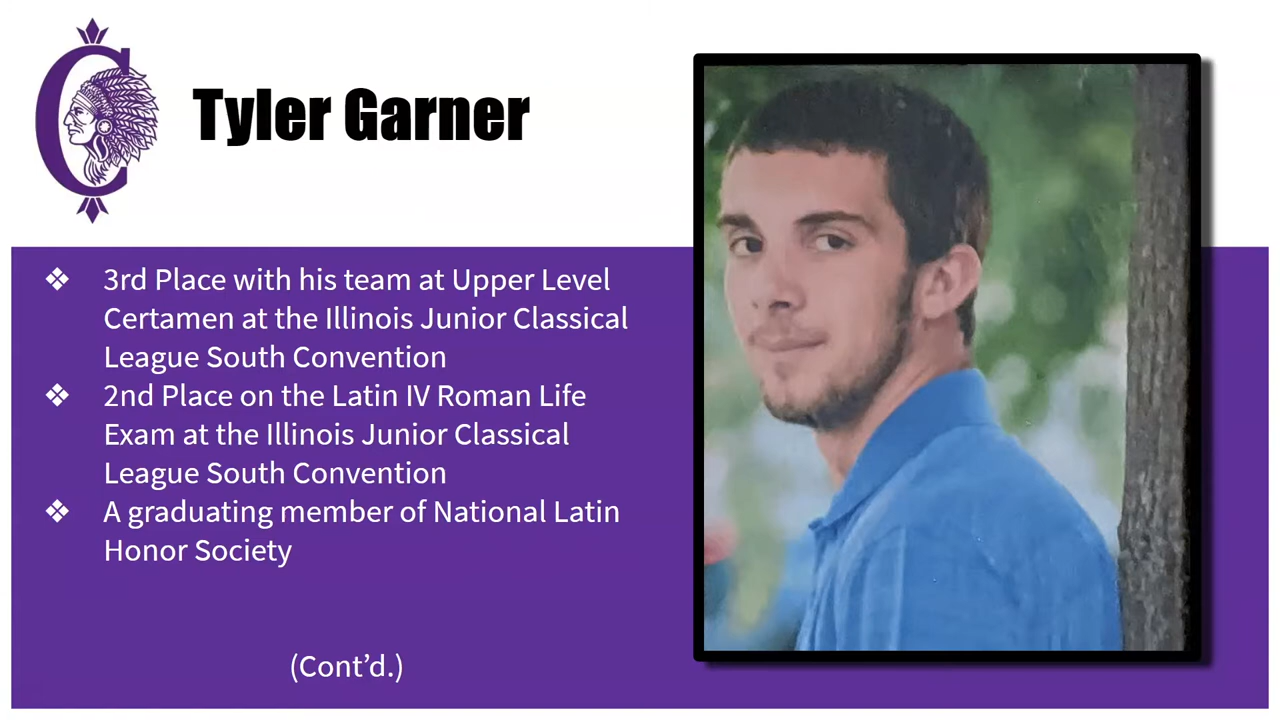 Tyler Garner
❖ 3rd Place with his team at Upper Level
Certamen at the Illinois Junior Classical
League South Convention
❖ 2nd Place on the Latin IV Roman Life
Exam at the Illinois Junior Classical
League South Convention
❖ A graduating member of National Latin
Honor Society
(Cont’d.)